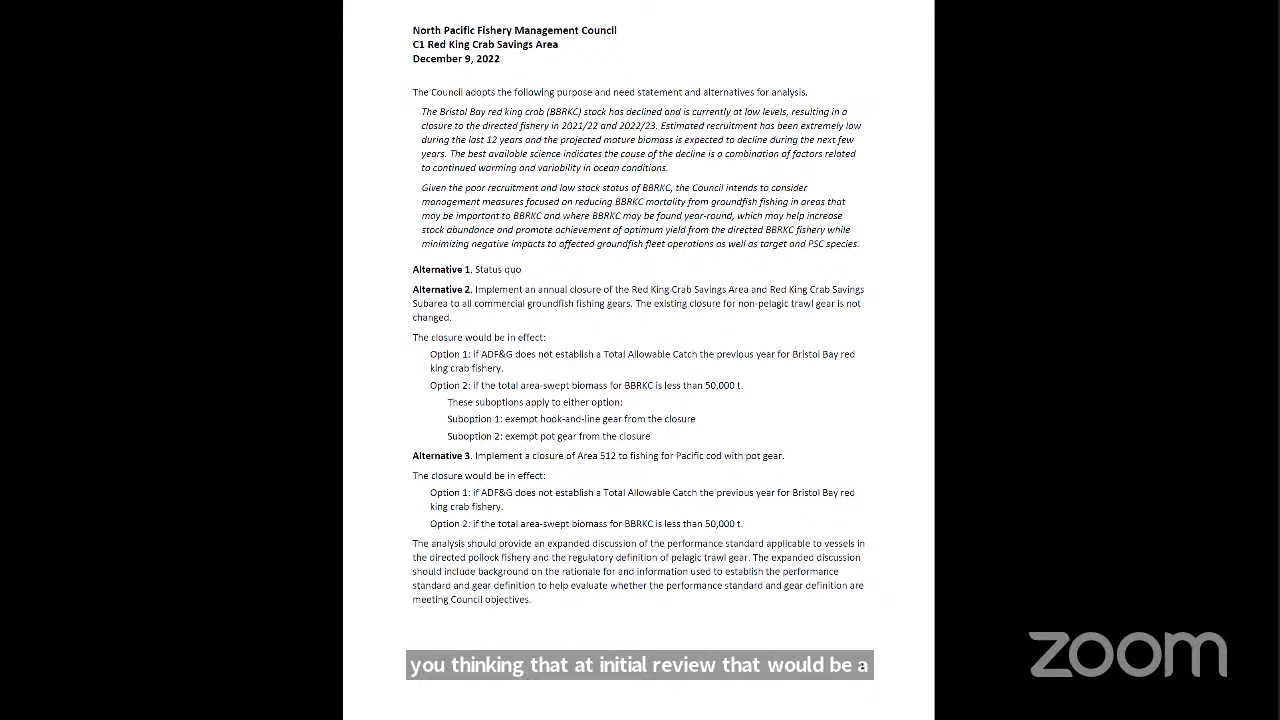 North Pacific Fishery Management Council
C1 Red King Crab Savings Area
December 9, 2022
The Council adopts the following purpose and need statement and alternatives for analysis.
The Bristol Bay red king crab (BBRKC) stock has declined and is currently at low levels, resulting in a
closure to the directed fishery in 2021/22 and 2022/23. Estimated recruitment has been extremely low
during the last 12 years and the projected mature biomass is expected to decline during the next few
years. The best available science indicates the cause of the decline is a combination of factors related
to continued warming and variability in ocean conditions.
Given the poor recruitment and low stock status of BBRKC, the Council intends to consider
management measures focused on reducing BBRKC mortality from groundfish fishing in areas that
may be important to BBRKC and where BBRKC may be found year-round, which may help increase
stock abundance and promote achievement of optimum yield from the directed BBRKC fishery while
minimizing negative impacts to affected groundfish fleet operations as well as target and PSC species.
Alternative 1. Status quo
Alternative 2. Implement an annual closure of the Red King Crab Savings Area and Red King Crab Savings
Subarea to all commercial groundfish fishing gears. The existing closure for non-pelagic trawl gear is not
changed.
The closure would be in effect:
Option 1: if ADF&G does not establish a Total Allowable Catch the previous year for Bristol Bay red
king crab fishery.
Option 2: if the total area-swept biomass for BBRKC is less than 50,000 t.
These suboptions apply to either option:
Suboption 1: exempt hook-and-line gear from the closure
Suboption 2: exempt pot gear from the closure
Alternative 3. Implement a closure of Area 512 to fishing for Pacific cod with pot gear.
The closure would be in effect:
Option 1: if ADF&G does not establish a Total Allowable Catch the previous year for Bristol Bay red
king crab fishery.
Option 2: if the total area-swept biomass for BBRKC is less than 50,000 t.
The analysis should provide an expanded discussion of the performance standard applicable to vessels in
the directed pollock fishery and the regulatory definition of pelagic trawl gear. The expanded discussion
should include background on the rationale for and information used to establish the performance
standard and gear definition to help evaluate whether the performance standard and gear definition are
meeting Council objectives.
you thinking that at initial review that would be a
zoom